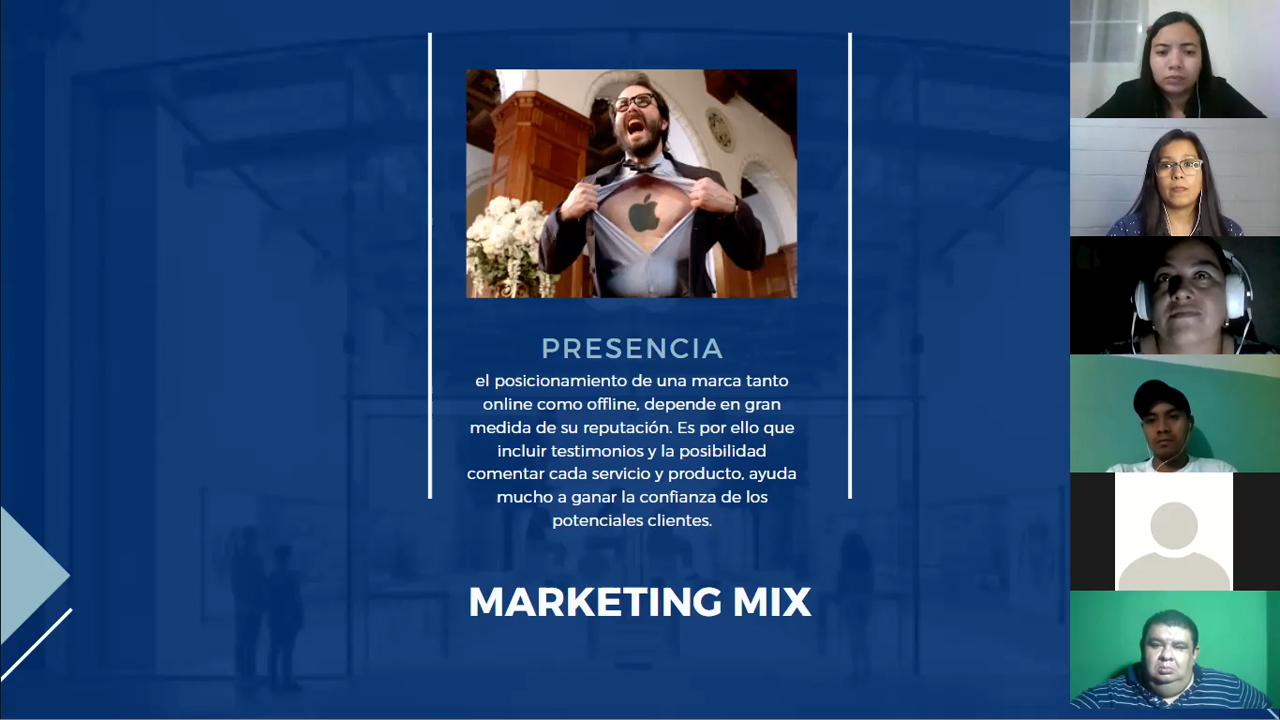 PRESENCIA
el posicionamiento de una marca tanto
online como offline, depende en gran
medida de su reputación. Es por ello que
incluir testimonios y la posibilidad
comentar cada servicio y producto, ayuda
mucho a ganar la confianza de los
potenciales clientes.
MARKETING MIX